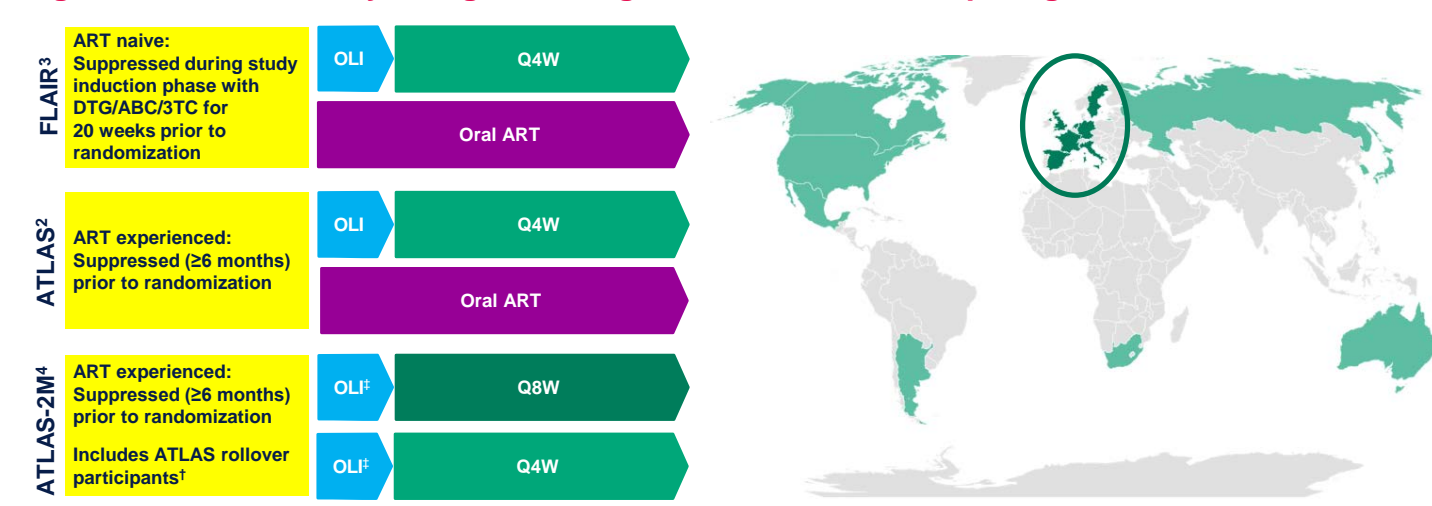 FLAIR³
ART naive:
Suppressed during study
induction phase with
DTG/ABC/3TC for
20 weeks prior to
randomization
OLI
Q4W
Oral ART
ATLAS²
ART experienced:
Suppressed (≥6 months)
prior to randomization
OLI
Q4W
Oral ART
ATLAS-2M⁴
ART experienced:
Suppressed (≥6 months)
prior to randomization
Includes ATLAS rollover
participants†
OLI‡
Q8W
OLI‡
Q4W